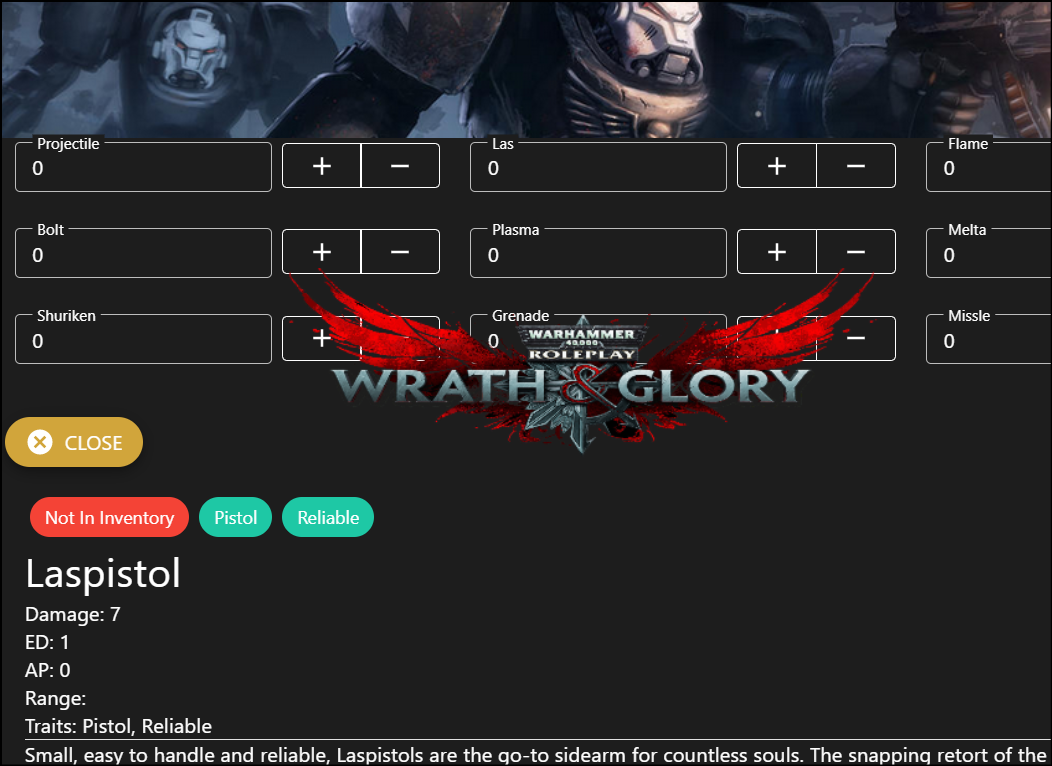 Projectile Las Flame
0 + − 0 + − 0
Bolt Plasma Melta
0 + − 0 + − 0
Shuriken Grenade Missle
0 + − 0 + − 0
WARHAMMER
40,000
ROLEPLAY
WRATH & GLORY
CLOSE
Not In Inventory Pistol Reliable
Laspistol
Damage: 7
ED: 1
AP: 0
Range:
Traits: Pistol, Reliable
Small, easy to handle and reliable, Laspistols are the go-to sidearm for countless souls. The snapping retort of the